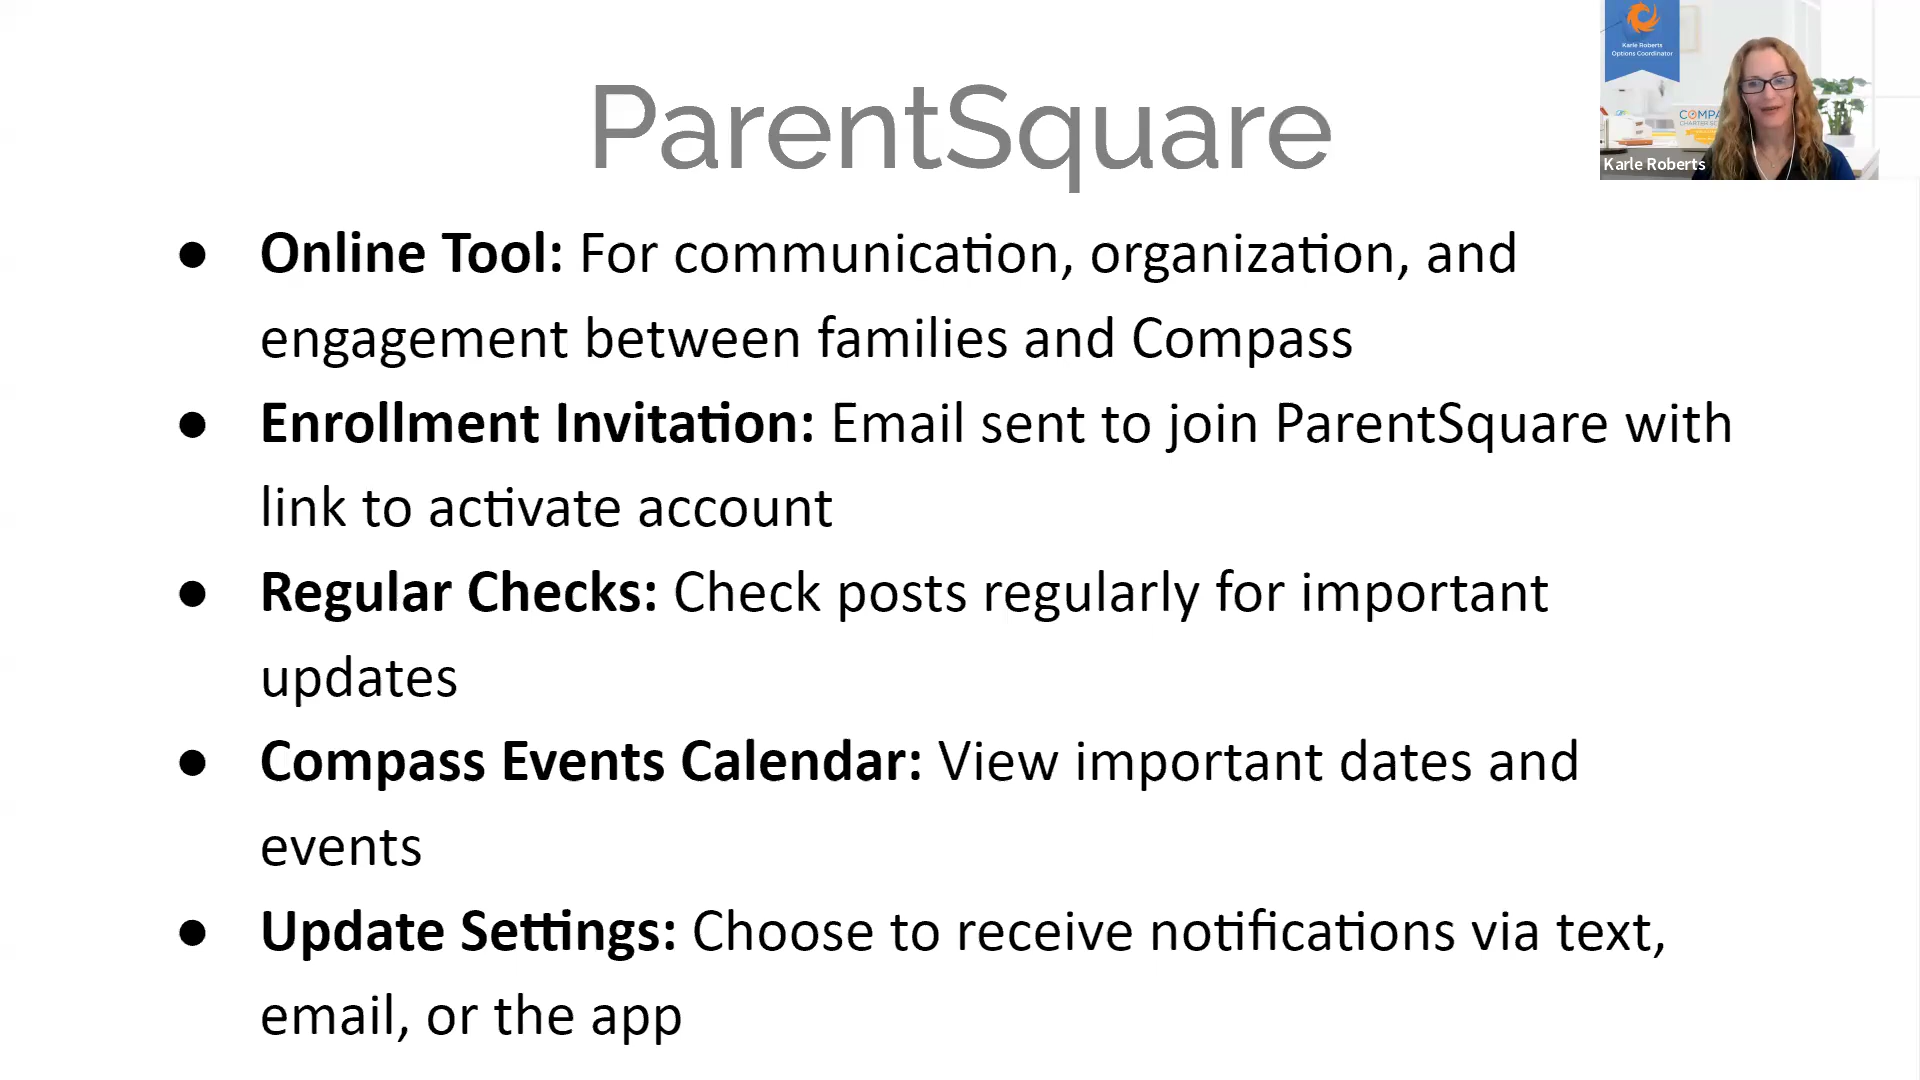 ParentSquare
Karle Roberts
Options Coordinator
COMPA
Karle Roberts
● Online Tool: For communication, organization, and
engagement between families and Compass
● Enrollment Invitation: Email sent to join ParentSquare with
link to activate account
● Regular Checks: Check posts regularly for important
updates
● Compass Events Calendar: View important dates and
events
● Update Settings: Choose to receive notifications via text,
email, or the app